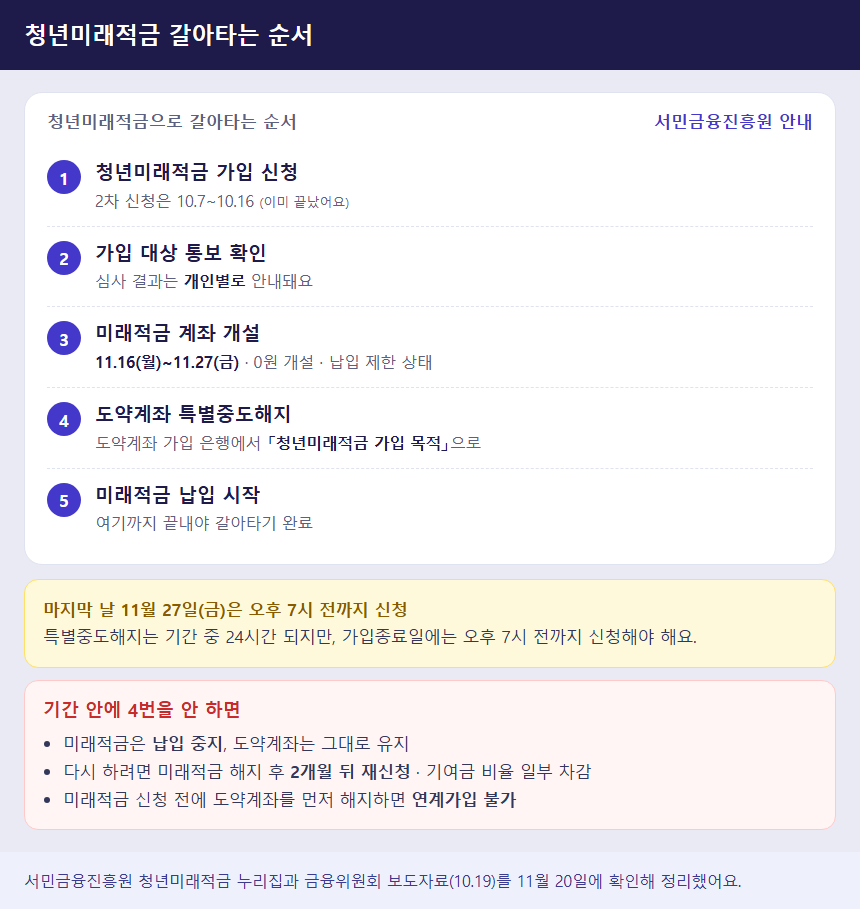 청년미래적금 갈아타는 순서
청년미래적금으로 갈아타는 순서
서민금융진흥원 안내
1
청년미래적금 가입 신청
2차 신청은 10.7~10.16 (이미 끝났어요)
2
가입 대상 통보 확인
심사 결과는 개인별로 안내돼요
3
미래적금 계좌 개설
11.16(월)~11.27(금) · 0원 개설 · 납입 제한 상태
4
도약계좌 특별중도해지
도약계좌 가입 은행에서 「청년미래적금 가입 목적」으로
5
미래적금 납입 시작
여기까지 끝내야 갈아타기 완료
마지막 날 11월 27일(금)은 오후 7시 전까지 신청
특별중도해지는 기간 중 24시간 되지만, 가입종료일에는 오후 7시 전까지 신청해야 해요.
기간 안에 4번을 안 하면
• 미래적금은 납입 중지, 도약계좌는 그대로 유지
• 다시 하려면 미래적금 해지 후 2개월 뒤 재신청 · 기여금 비율 일부 차감
• 미래적금 신청 전에 도약계좌를 먼저 해지하면 연계가입 불가
서민금융진흥원 청년미래적금 누리집과 금융위원회 보도자료(10.19)를 11월 20일에 확인해 정리했어요.